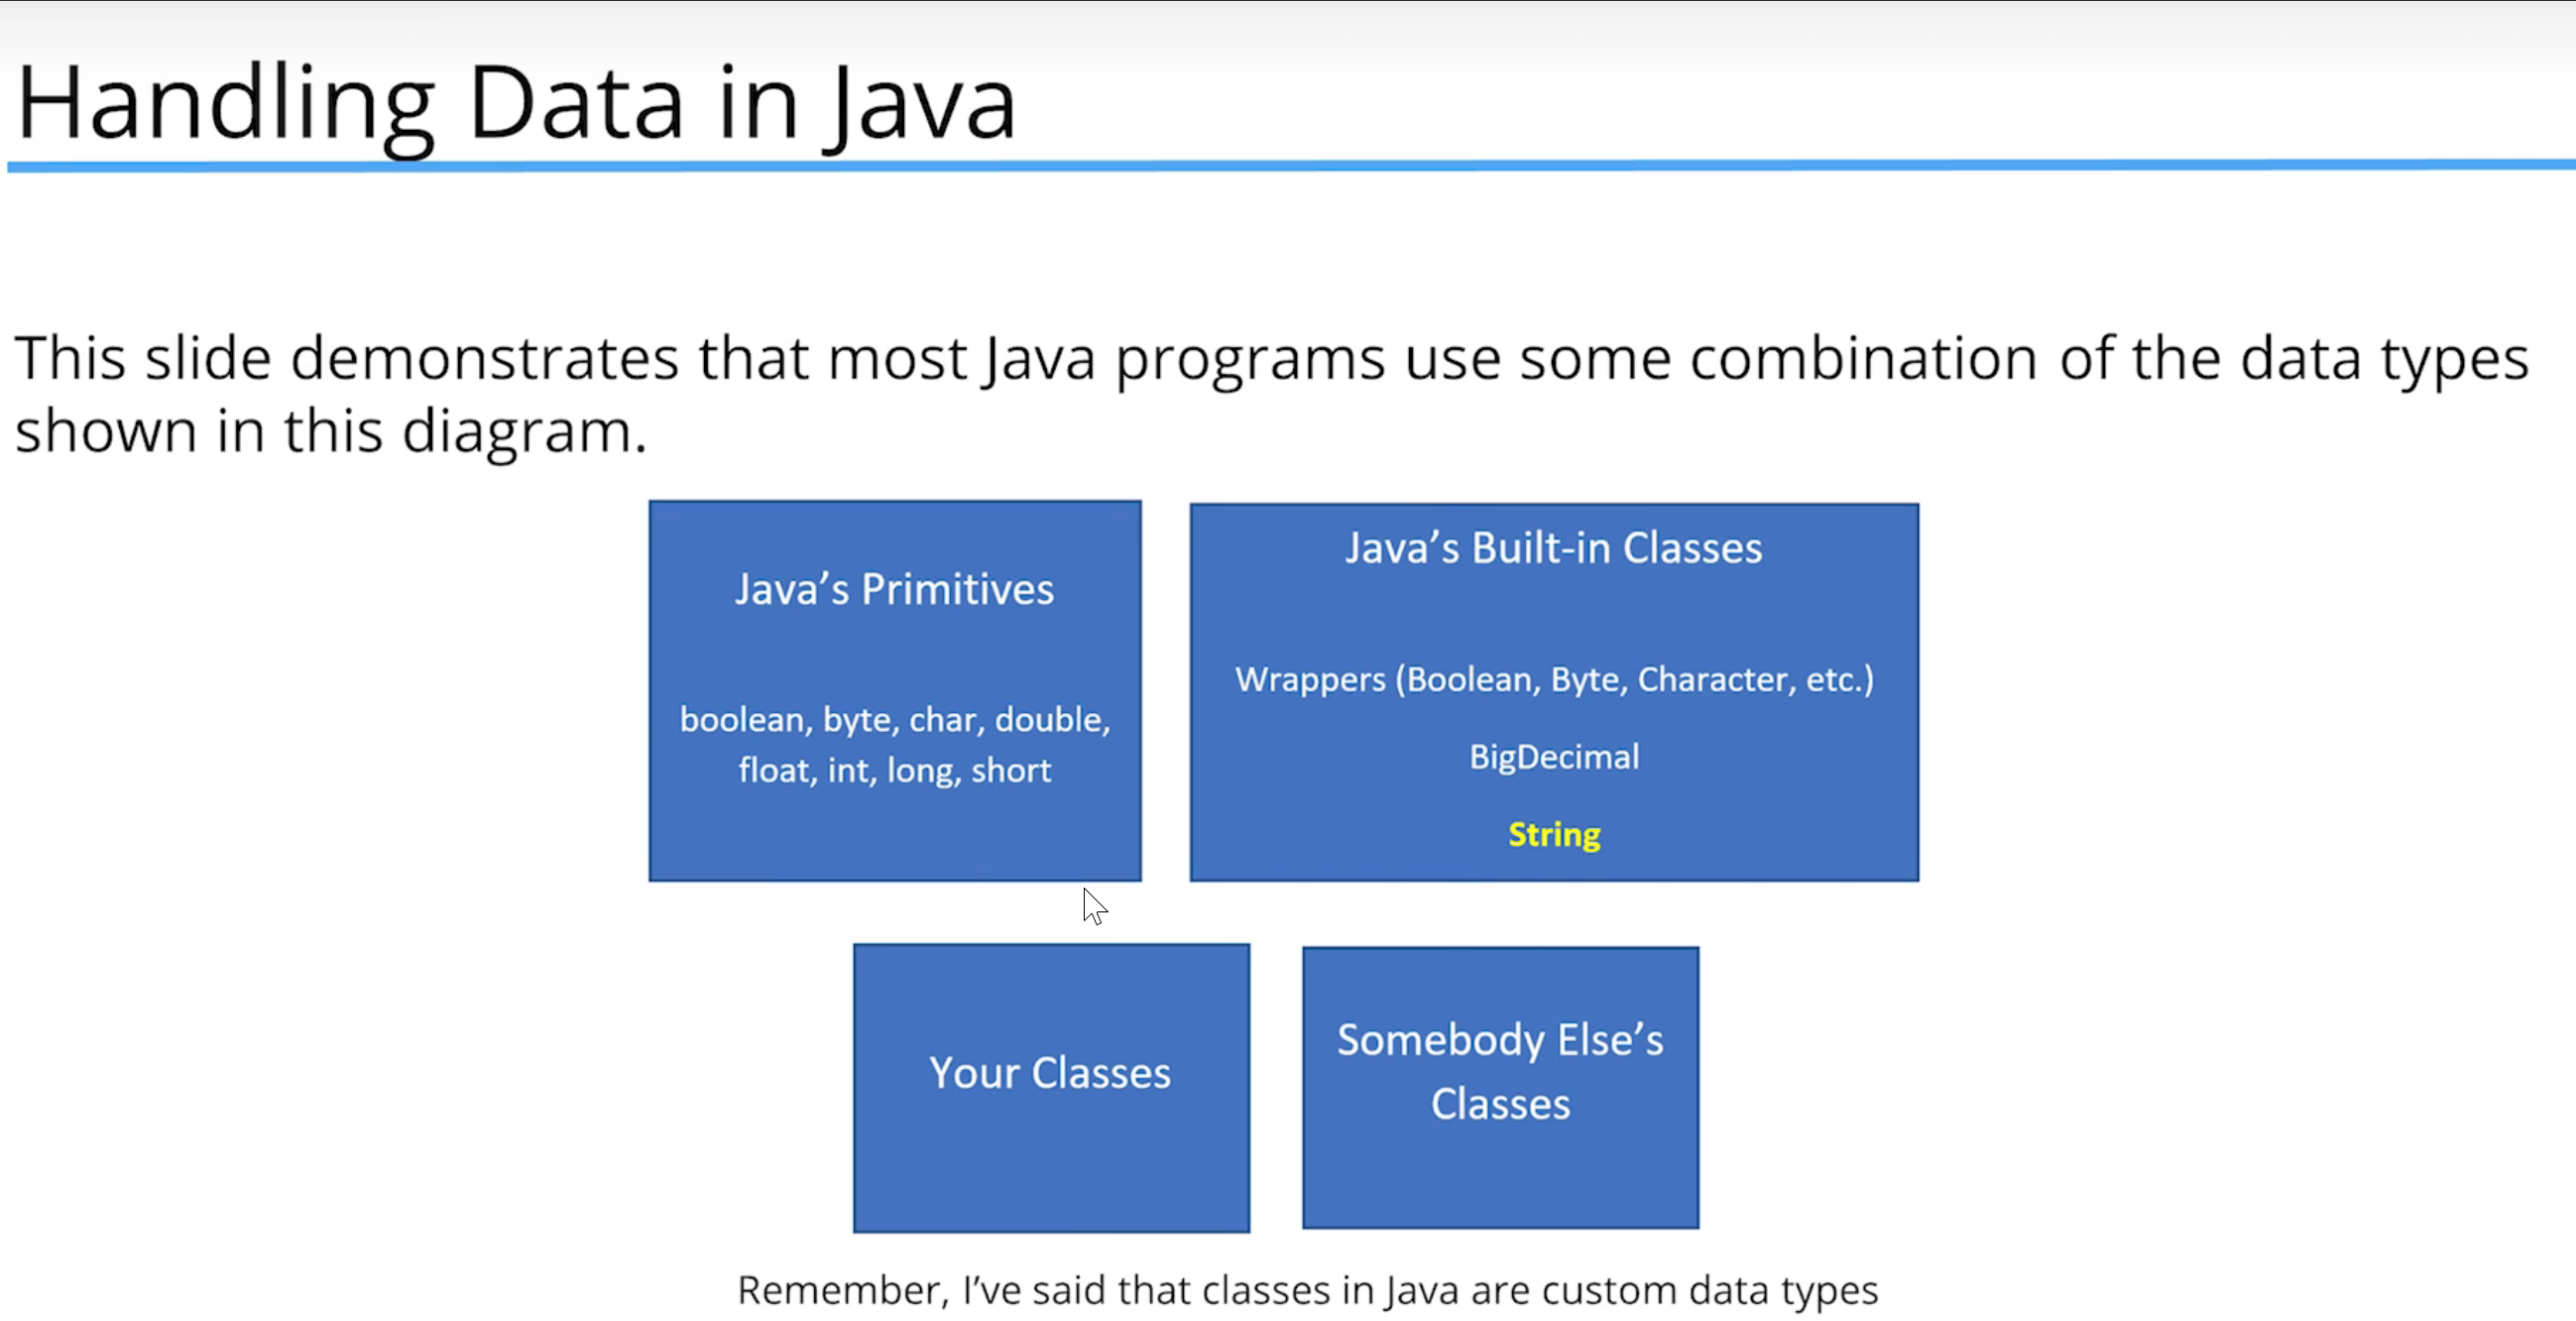 Handling Data in Java
This slide demonstrates that most Java programs use some combination of the data types
shown in this diagram.
Java’s Primitives
boolean, byte, char, double,
float, int, long, short
Java’s Built-in Classes
Wrappers (Boolean, Byte, Character, etc.)
BigDecimal
String
Your Classes
Somebody Else’s
Classes
Remember, I’ve said that classes in Java are custom data types